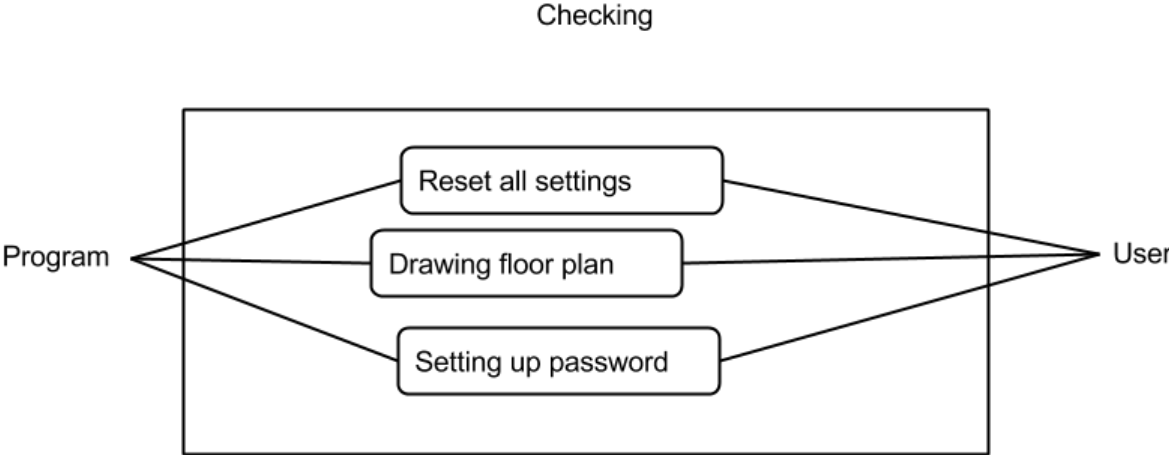 Checking
Reset all settings
Program
Drawing floor plan
User
Setting up password